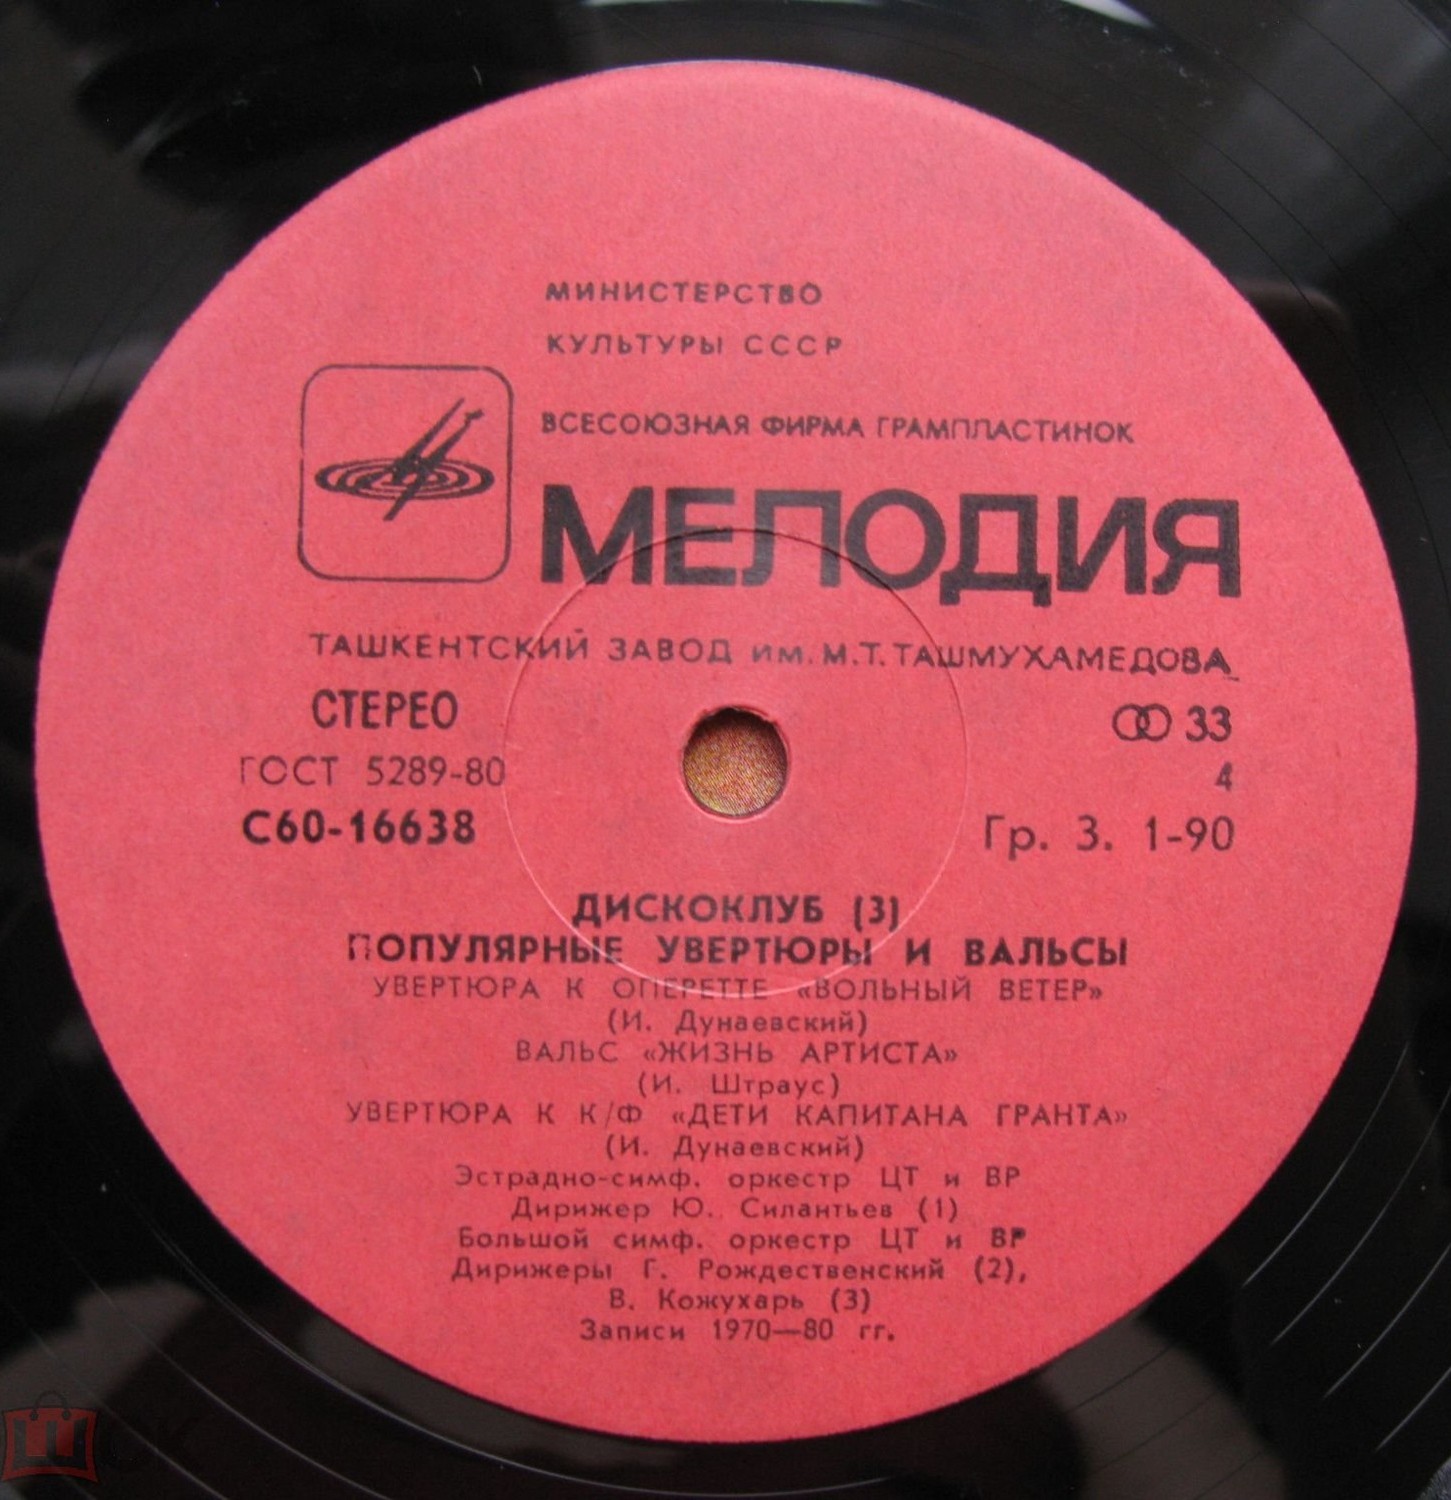 МИНИСТЕРСТВО
КУЛЬТУРЫ СССР
ВСЕСОЮЗНАЯ ФИРМА ГРАМПЛАСТИНОК
МЕЛОДИЯ
ТАШКЕНТСКИЙ ЗАВОД ИМ. М. Т. ТАШМУХАМЕДОВА
СТЕРЕО
33
ГОСТ 5289-80
4
С60-16638
Гр. 3. 1-90
ДИСКОКЛУБ (3)
ПОПУЛЯРНЫЕ УВЕРТЮРЫ И ВАЛЬСЫ
УВЕРТЮРА К ОПЕРЕТТЕ «ВОЛЬНЫЙ ВЕТЕР»
(И. Дунаевский)
ВАЛЬС «ЖИЗНЬ АРТИСТА»
(И. Штраус)
УВЕРТЮРА К К/Ф «ДЕТИ КАПИТАНА ГРАНТА»
(И. Дунаевский)
Эстрадно-симф. оркестр ЦТ и ВР
Дирижер Ю. Силантьев (1)
Большой симф. оркестр ЦТ и ВР
Дирижеры Г. Рождественский (2),
В. Кожухарь (3)
Записи 1970—80 гг.